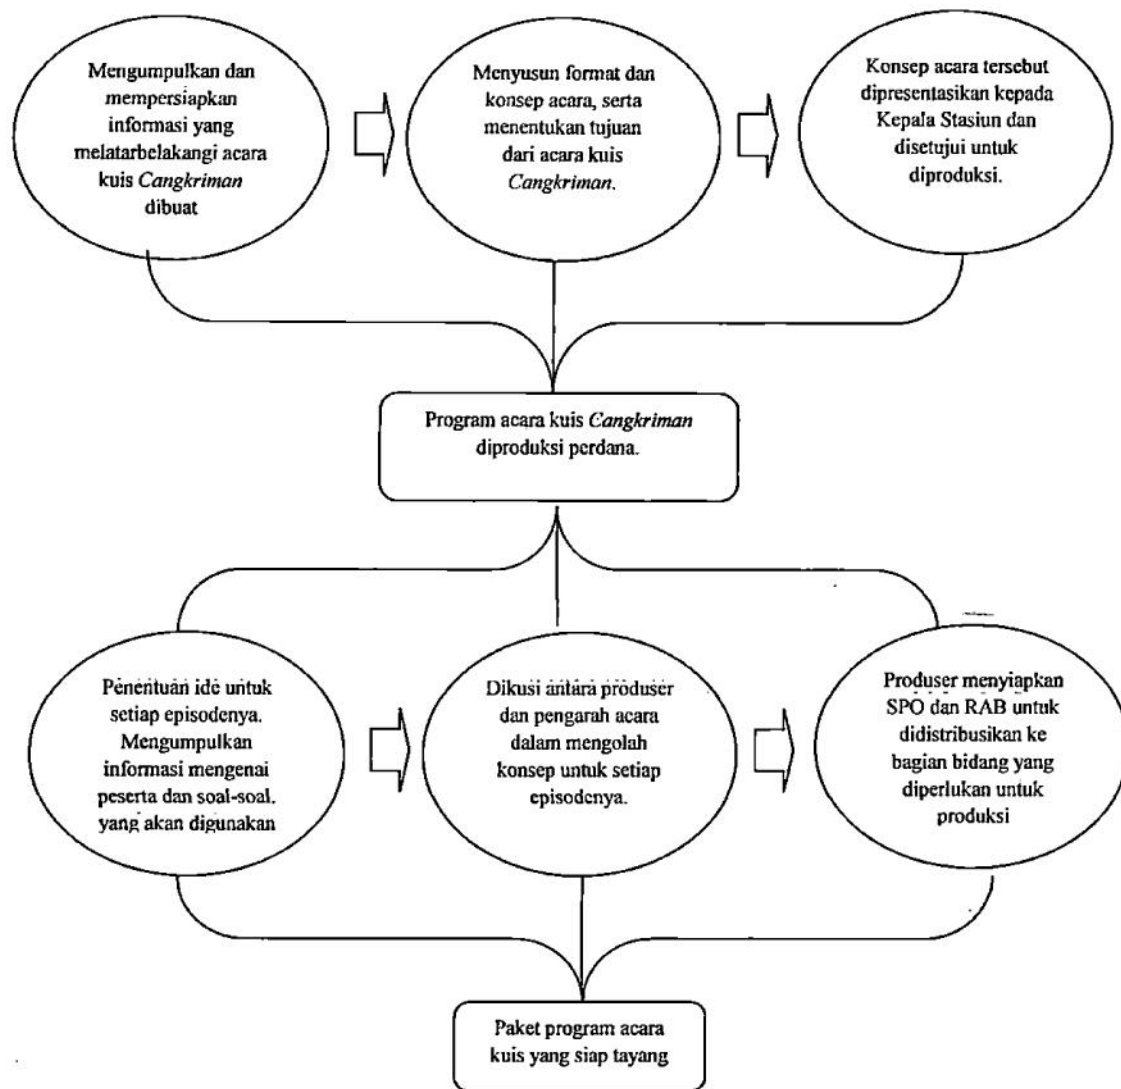 Mengumpulkan dan
mempersiapkan
informasi yang
melatarbelakangi acara
kuis Cangkriman
dibuat
Menyusun format dan
konsep acara, serta
menentukan tujuan
dari acara kuis
Cangkriman.
Konsep acara tersebut
dipresentasikan kepada
Kepala Stasiun dan
disetujui untuk
diproduksi.
Program acara kuis Cangkriman
diproduksi perdana.
Penentuan ide untuk
setiap episodenya.
Mengumpulkan
informasi mengenai
peserta dan soal-soal.
yang akan digunakan
Dikusi antara produser
dan pengarah acara
dalam mengolah
konsep untuk setiap
episodenya.
Produser menyiapkan
SPO dan RAB untuk
didistribusikan ke
bagian bidang yang
diperlukan untuk
produksi
Paket program acara
kuis yang siap tayang